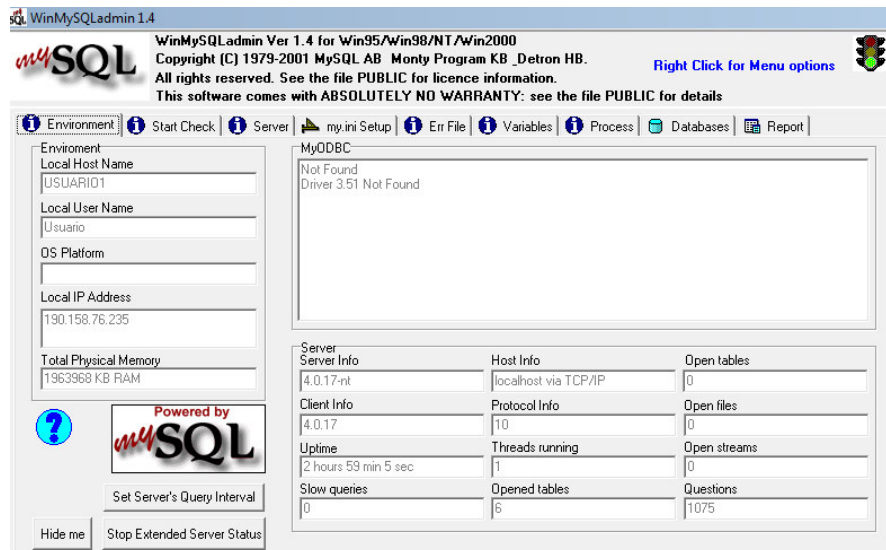 WinMySQLadmin 1.4
mySQL
WinMySQLadmin Ver 1.4 for Win95/Win98/NT/Win2000
Copyright (C) 1979-2001 MySQL AB Monty Program KB _Detron HB.
All rights reserved. See the file PUBLIC for licence information.
This software comes with ABSOLUTELY NO WARRANTY: see the file PUBLIC for details
Right Click for Menu options
Environment Start Check Server my.ini Setup Err File Variables Process Databases Report
Enviroment
Local Host Name
USUARIO1
Local User Name
Usuario
OS Platform
Local IP Address
190.158.76.235
Total Physical Memory
1963968 KB RAM
MyODBC
Not Found
Driver 3.51 Not Found
Server
Server Info
4.0.17-nt
Host Info
localhost via TCP/IP
Open tables
0
Client Info
4.0.17
Protocol Info
10
Open files
0
Uptime
2 hours 59 min 5 sec
Threads running
1
Open streams
0
Slow queries
0
Opened tables
6
Questions
1075
?
Powered by
mySQL
Set Server's Query Interval
Hide me
Stop Extended Server Status